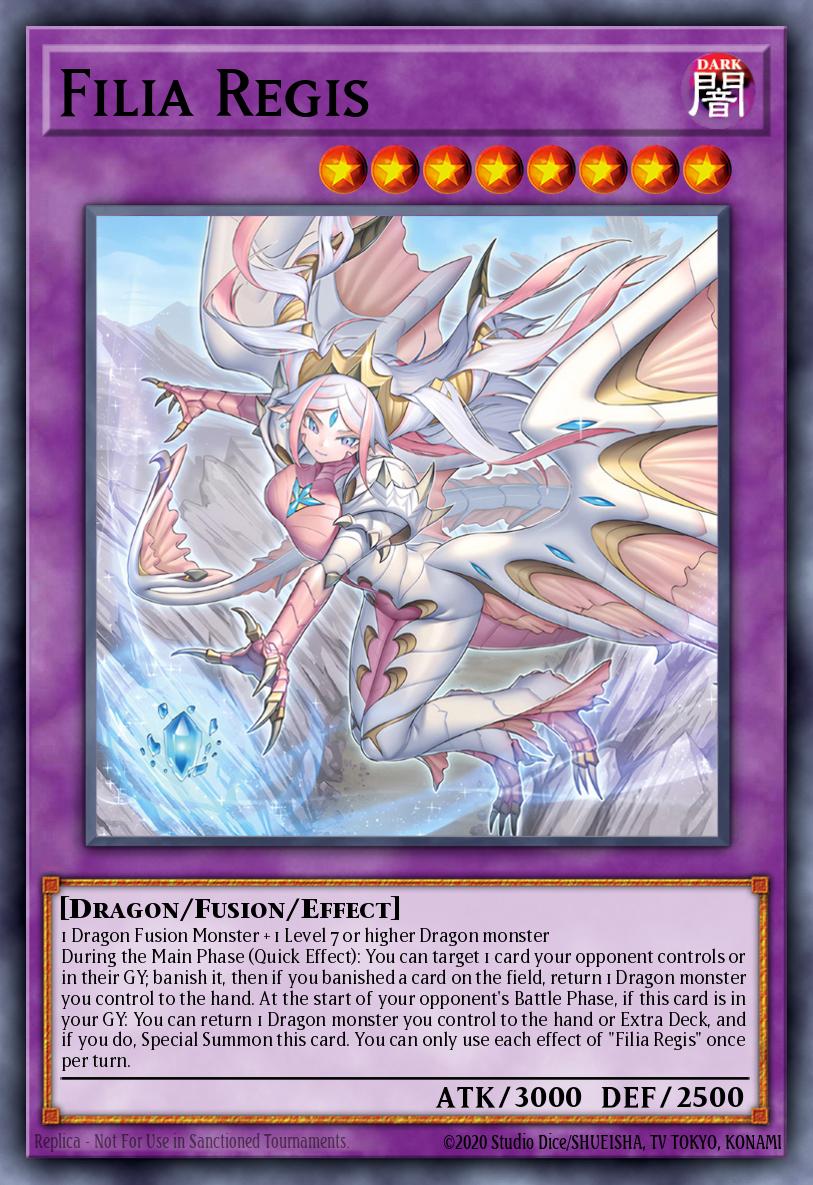 Filia Regis
DARK
闇
[Dragon/Fusion/Effect]
1 Dragon Fusion Monster + 1 Level 7 or higher Dragon monster
During the Main Phase (Quick Effect): You can target 1 card your opponent controls or
in their GY; banish it, then if you banished a card on the field, return 1 Dragon monster
you control to the hand. At the start of your opponent's Battle Phase, if this card is in
your GY: You can return 1 Dragon monster you control to the hand or Extra Deck, and
if you do, Special Summon this card. You can only use each effect of "Filia Regis" once
per turn.
ATK/3000 DEF/2500
Replica - Not For Use in Sanctioned Tournaments.
©2020 Studio Dice/SHUEISHA, TV TOKYO, KONAMI